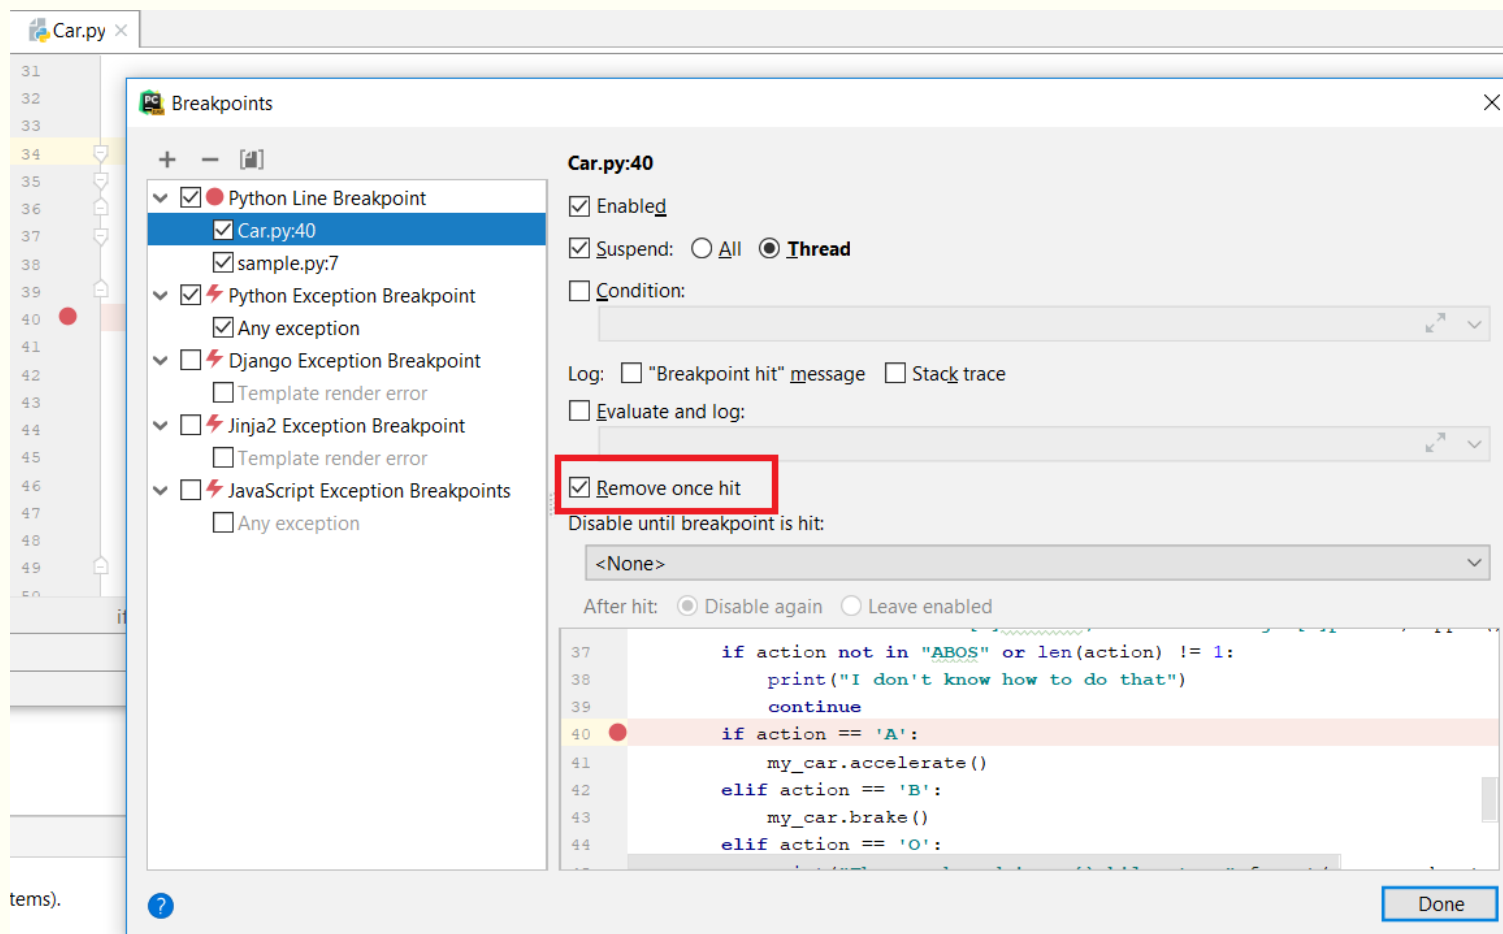 Car.py
31
32
33
34
35
36
37
38
39
40
41
42
43
44
45
46
47
48
49
50
tems).
Breakpoints
Python Line Breakpoint
Car.py:40
sample.py:7
Python Exception Breakpoint
Any exception
Django Exception Breakpoint
Template render error
Jinja2 Exception Breakpoint
Template render error
JavaScript Exception Breakpoints
Any exception
Car.py:40
Enabled
Suspend: All Thread
Condition:
Log: "Breakpoint hit" message Stack trace
Evaluate and log:
Remove once hit
Disable until breakpoint is hit:
<None>
After hit: Disable again Leave enabled
37 if action not in "ABOS" or len(action) != 1:
38 print("I don't know how to do that")
39 continue
40 if action == 'A':
41 my_car.accelerate()
42 elif action == 'B':
43 my_car.brake()
44 elif action == 'O':
?
Done